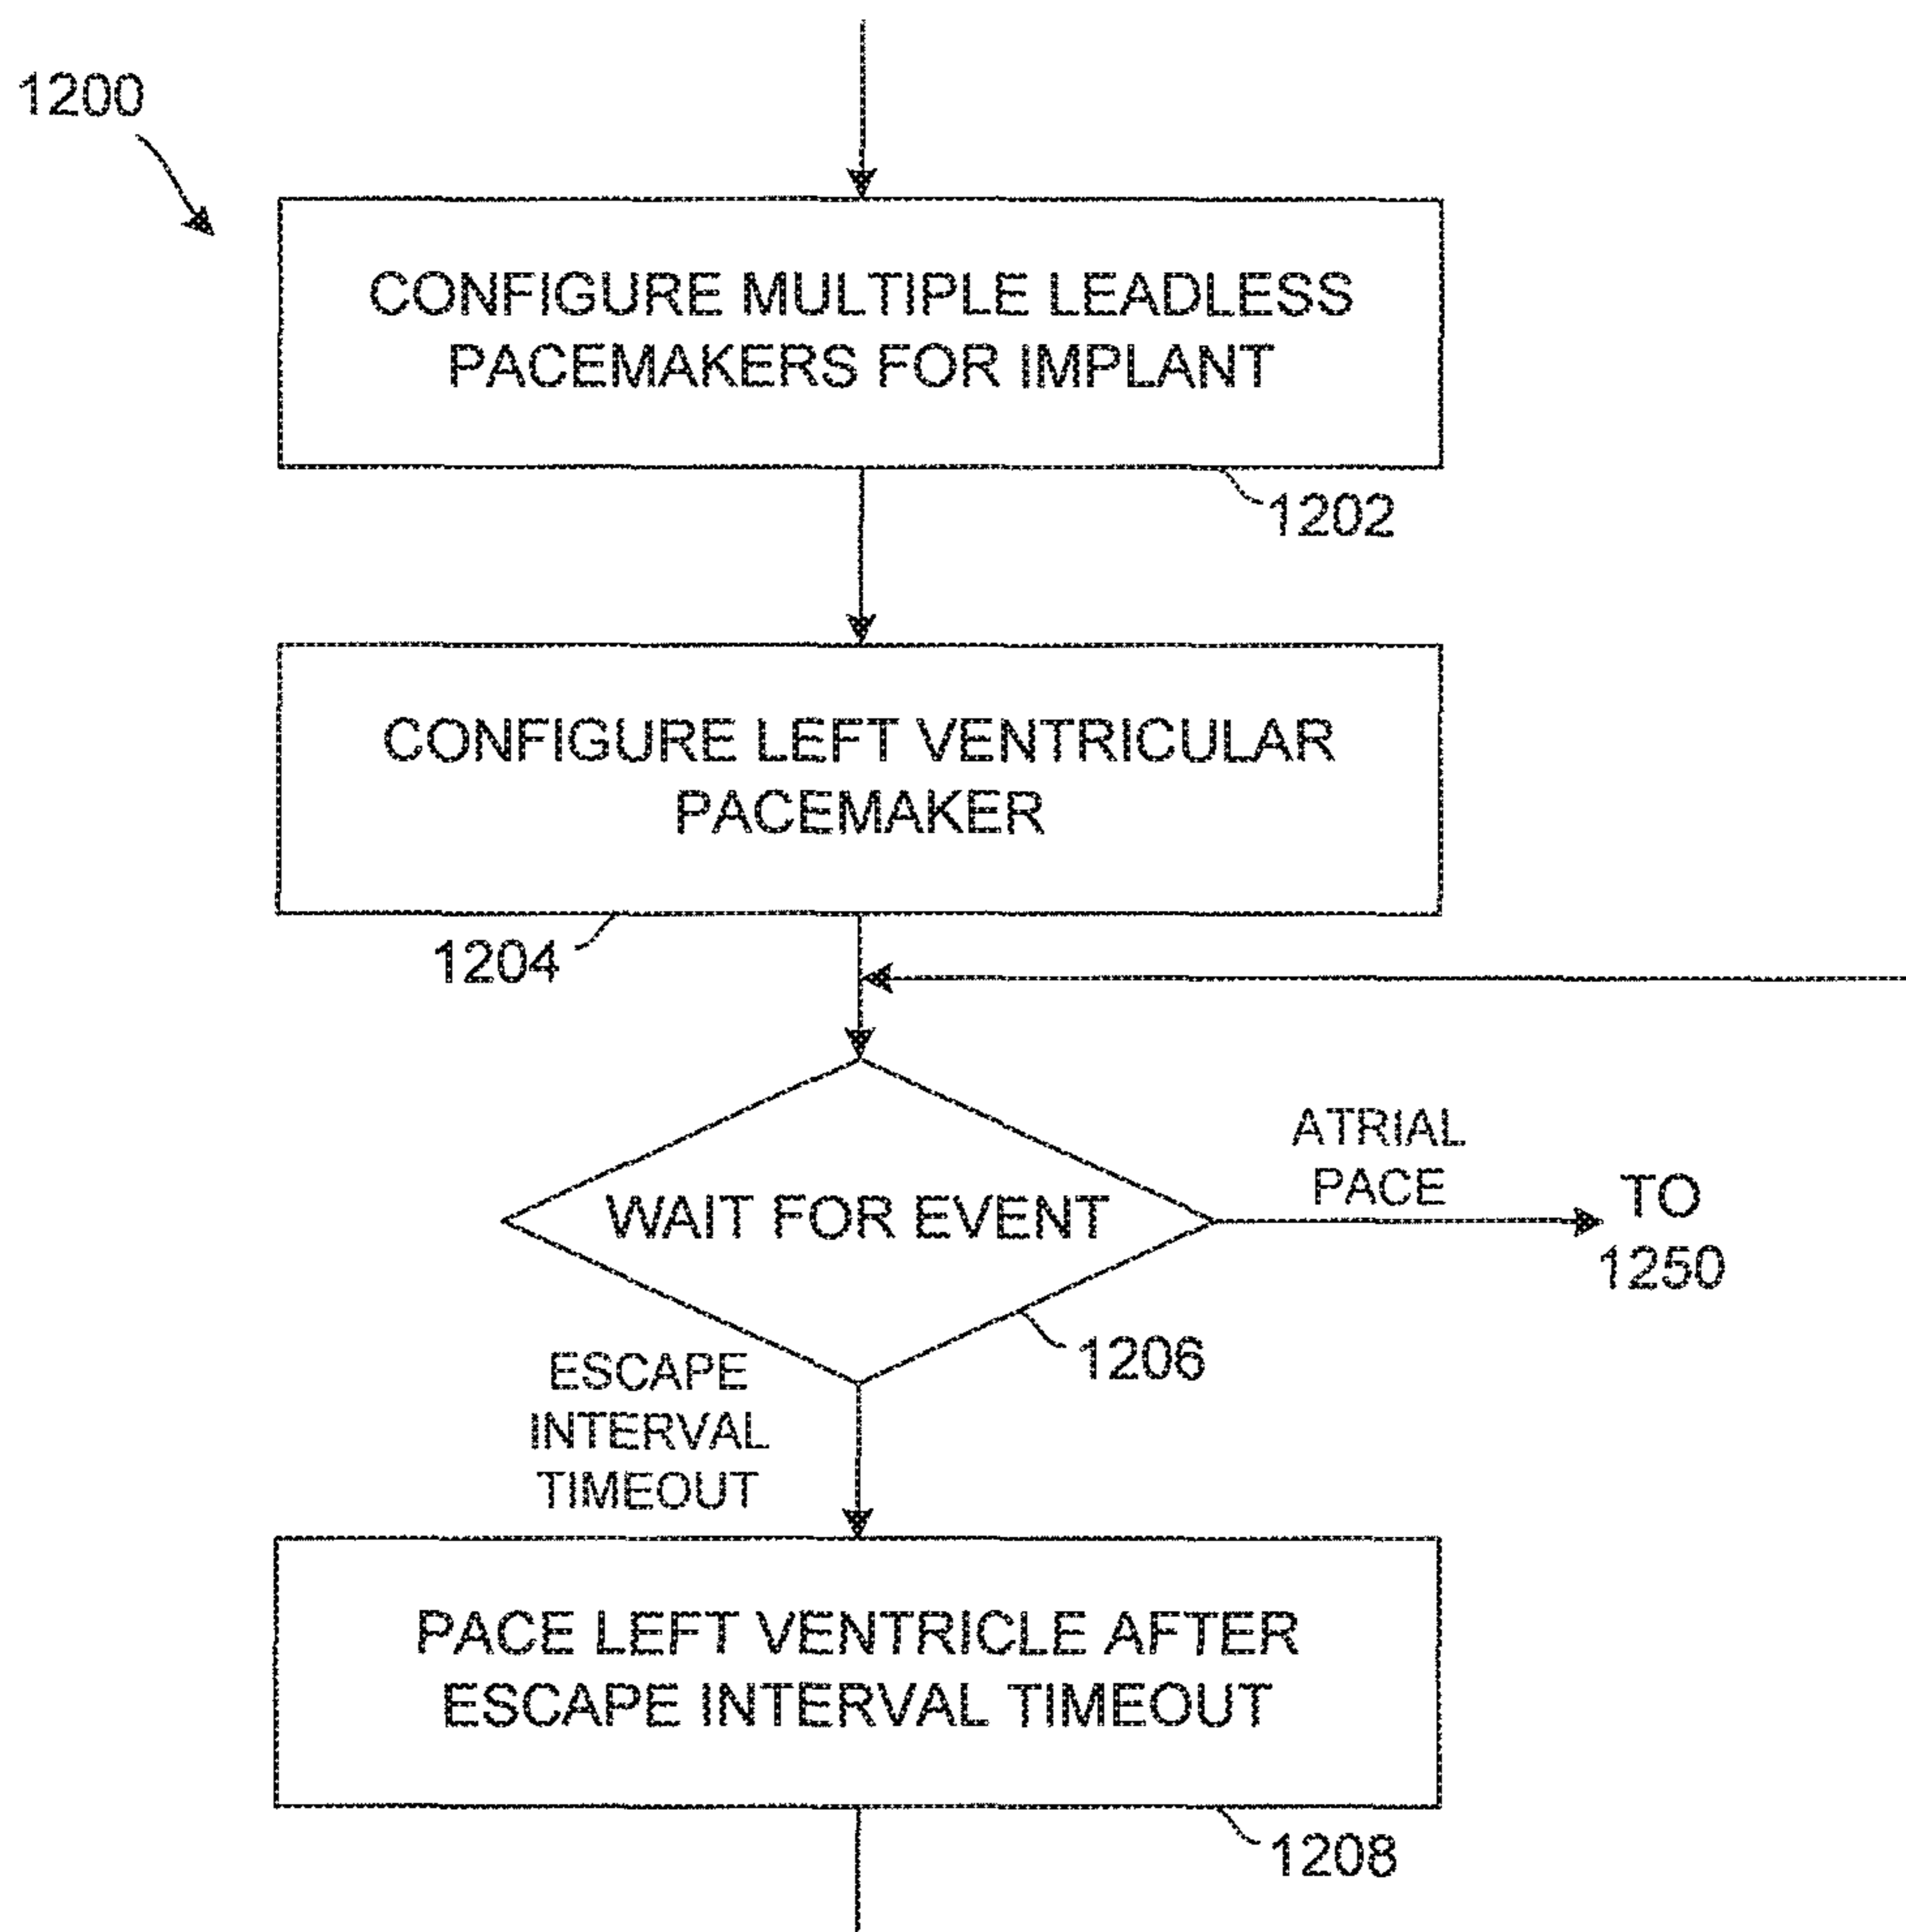 1200
CONFIGURE MULTIPLE LEADLESS
PACEMAKERS FOR IMPLANT
1202
CONFIGURE LEFT VENTRICULAR
PACEMAKER
1204
WAIT FOR EVENT
ATRIAL
PACE
TO
1250
1206
ESCAPE
INTERVAL
TIMEOUT
PACE LEFT VENTRICLE AFTER
ESCAPE INTERVAL TIMEOUT
1208